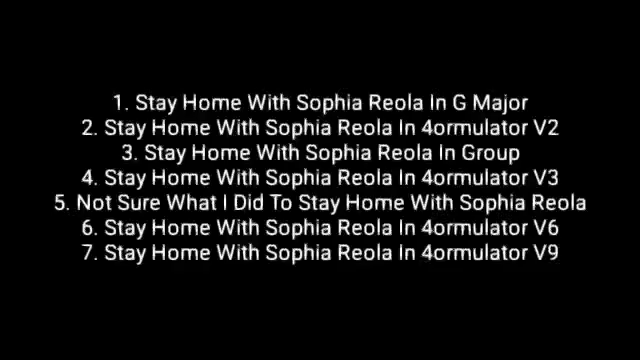 1. Stay Home With Sophia Reola In G Major
2. Stay Home With Sophia Reola In 4ormulator V2
3. Stay Home With Sophia Reola In Group
4. Stay Home With Sophia Reola In 4ormulator V3
5. Not Sure What I Did To Stay Home With Sophia Reola
6. Stay Home With Sophia Reola In 4ormulator V6
7. Stay Home With Sophia Reola In 4ormulator V9